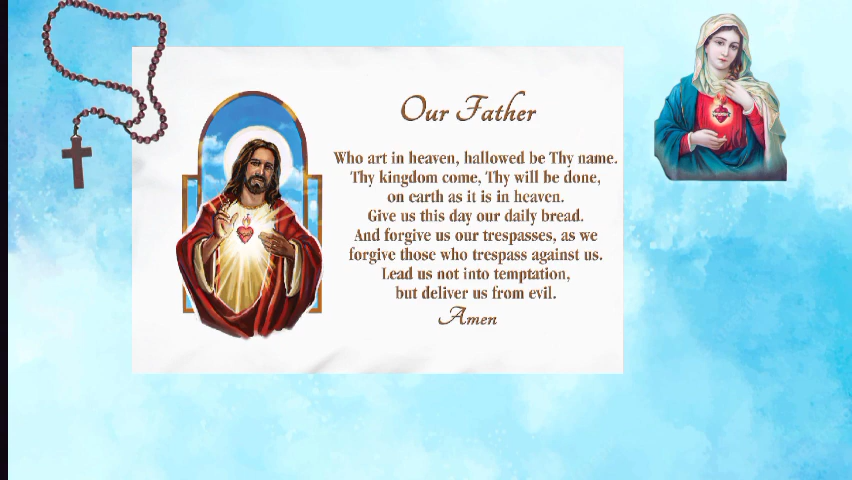 Our Father
Who art in heaven, hallowed be Thy name.
Thy kingdom come, Thy will be done,
on earth as it is in heaven.
Give us this day our daily bread.
And forgive us our trespasses, as we
forgive those who trespass against us.
Lead us not into temptation,
but deliver us from evil.
Amen